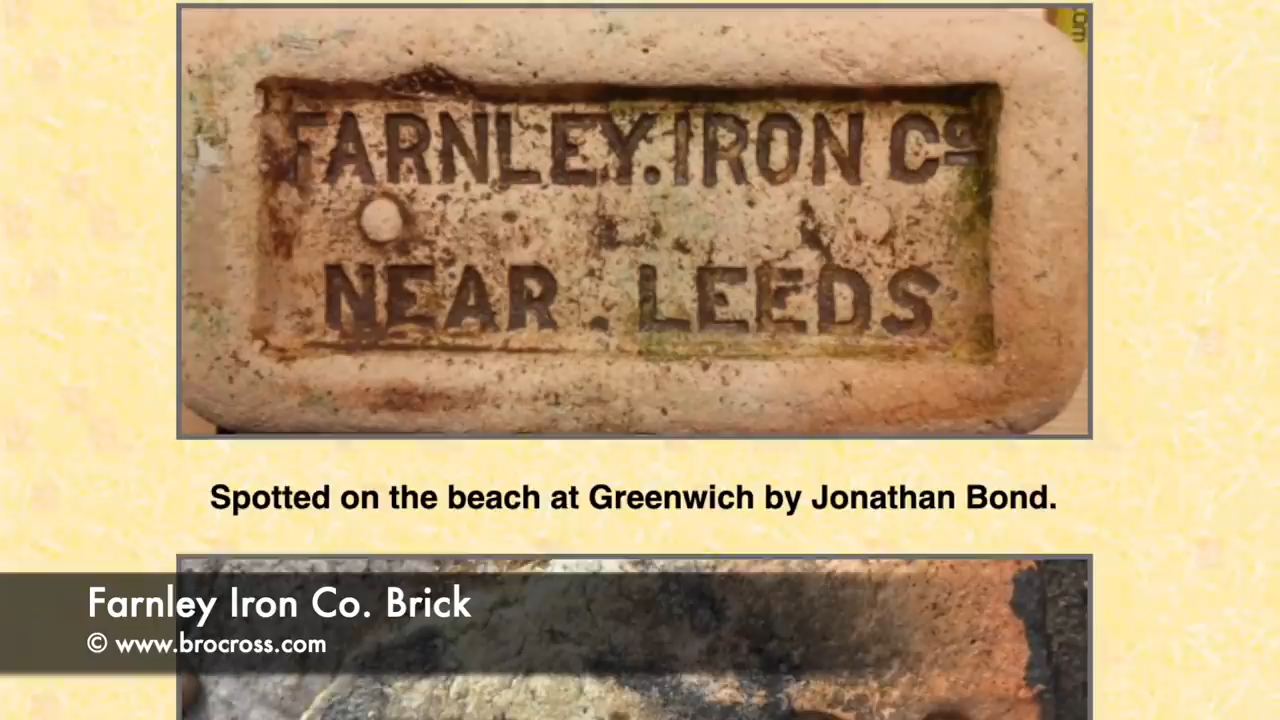 om
FARNLEY.IRON Co
NEAR . LEEDS
Spotted on the beach at Greenwich by Jonathan Bond.
Farnley Iron Co. Brick
© www.brocross.com